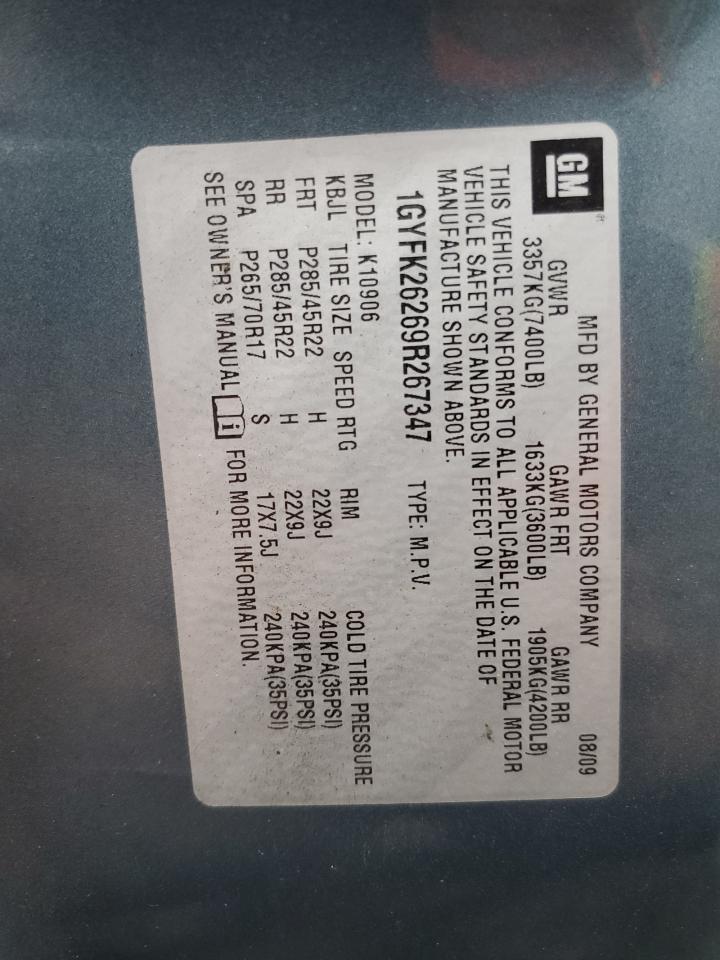 GM
MFD BY GENERAL MOTORS COMPANY 08/09
GVWR GAWR FRT GAWR RR
3357KG(7400LB) 1633KG(3600LB) 1905KG(4200LB)
THIS VEHICLE CONFORMS TO ALL APPLICABLE U.S. FEDERAL MOTOR
VEHICLE SAFETY STANDARDS IN EFFECT ON THE DATE OF
MANUFACTURE SHOWN ABOVE.
1GYFK26269R267347 TYPE: M.P.V.
MODEL: K10906
KBJL TIRE SIZE SPEED RTG RIM COLD TIRE PRESSURE
FRT P285/45R22 H 22X9J 240KPA(35PSI)
RR P285/45R22 H 22X9J 240KPA(35PSI)
SPA P265/70R17 S 17X7.5J 240KPA(35PSI)
SEE OWNER'S MANUAL i FOR MORE INFORMATION.